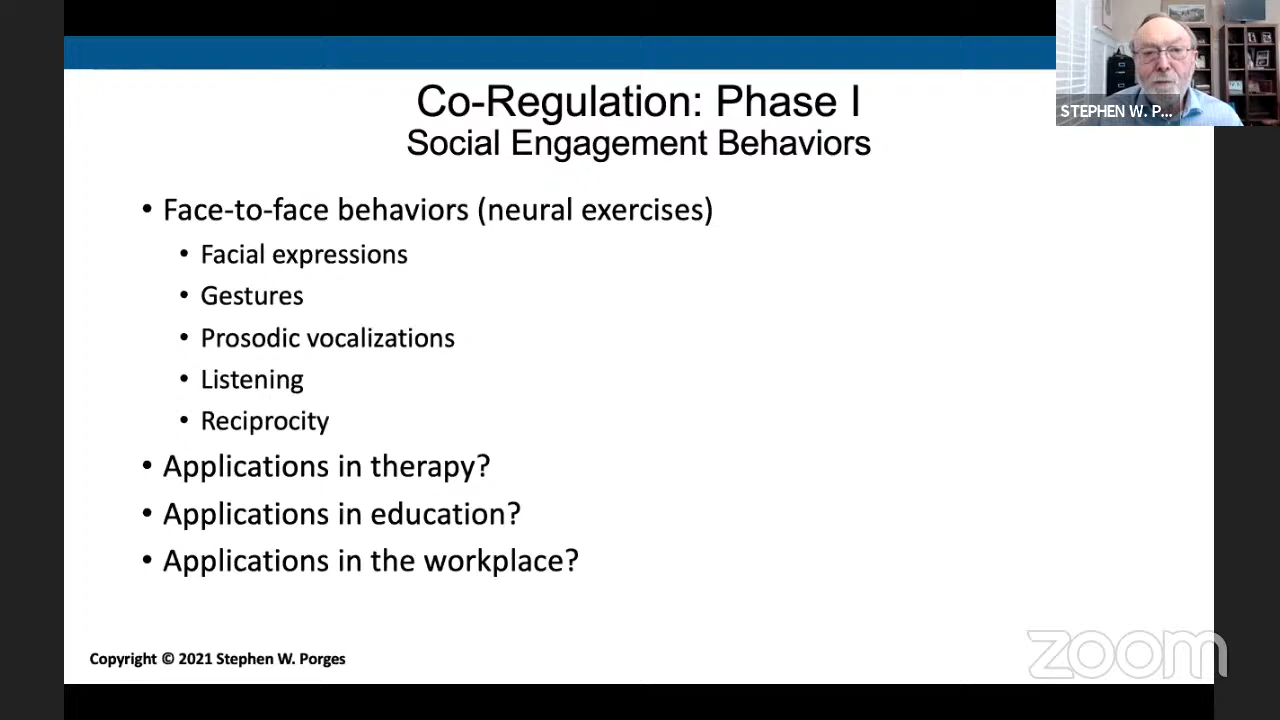 Co-Regulation: Phase I
Social Engagement Behaviors
STEPHEN W. P...
• Face-to-face behaviors (neural exercises)
• Facial expressions
• Gestures
• Prosodic vocalizations
• Listening
• Reciprocity
• Applications in therapy?
• Applications in education?
• Applications in the workplace?
Copyright © 2021 Stephen W. Porges
zoom